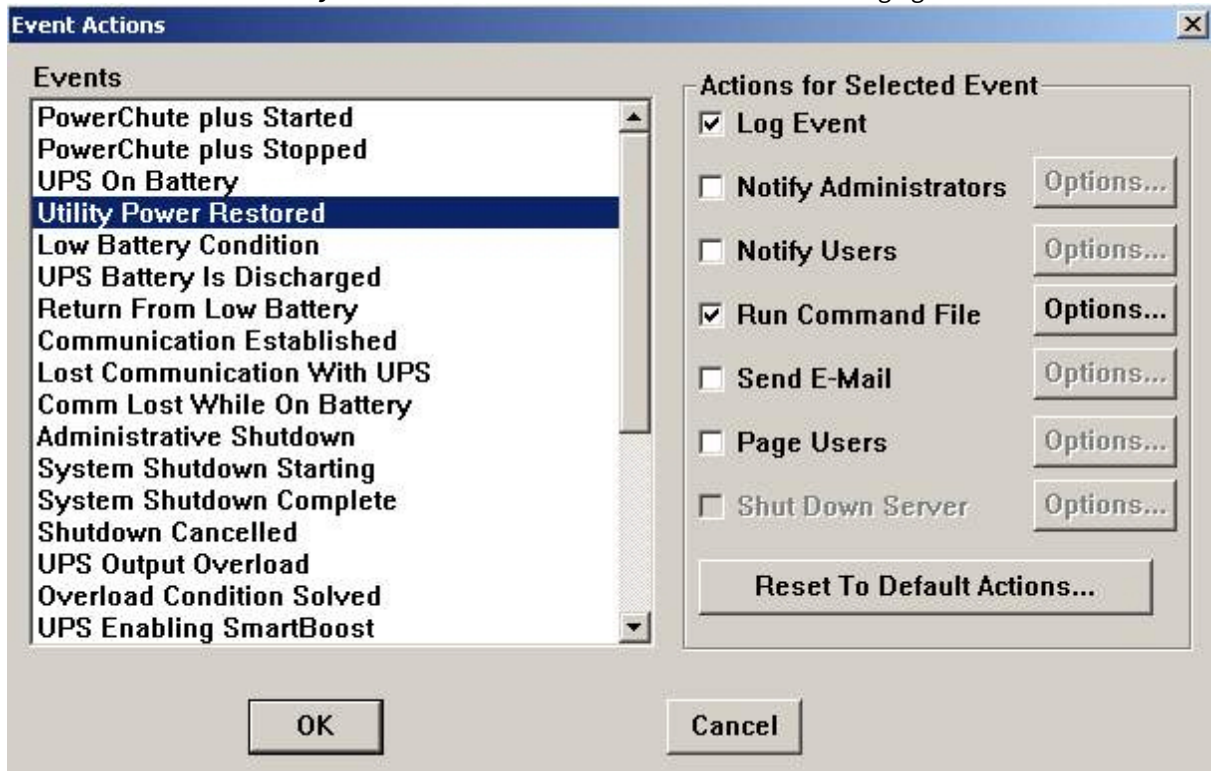 Event Actions
Events
PowerChute plus Started
PowerChute plus Stopped
UPS On Battery
Utility Power Restored
Low Battery Condition
UPS Battery Is Discharged
Return From Low Battery
Communication Established
Lost Communication With UPS
Comm Lost While On Battery
Administrative Shutdown
System Shutdown Starting
System Shutdown Complete
Shutdown Cancelled
UPS Output Overload
Overload Condition Solved
UPS Enabling SmartBoost
Actions for Selected Event
Log Event
Notify Administrators Options...
Notify Users Options...
Run Command File Options...
Send E-Mail Options...
Page Users Options...
Shut Down Server Options...
Reset To Default Actions...
OK Cancel